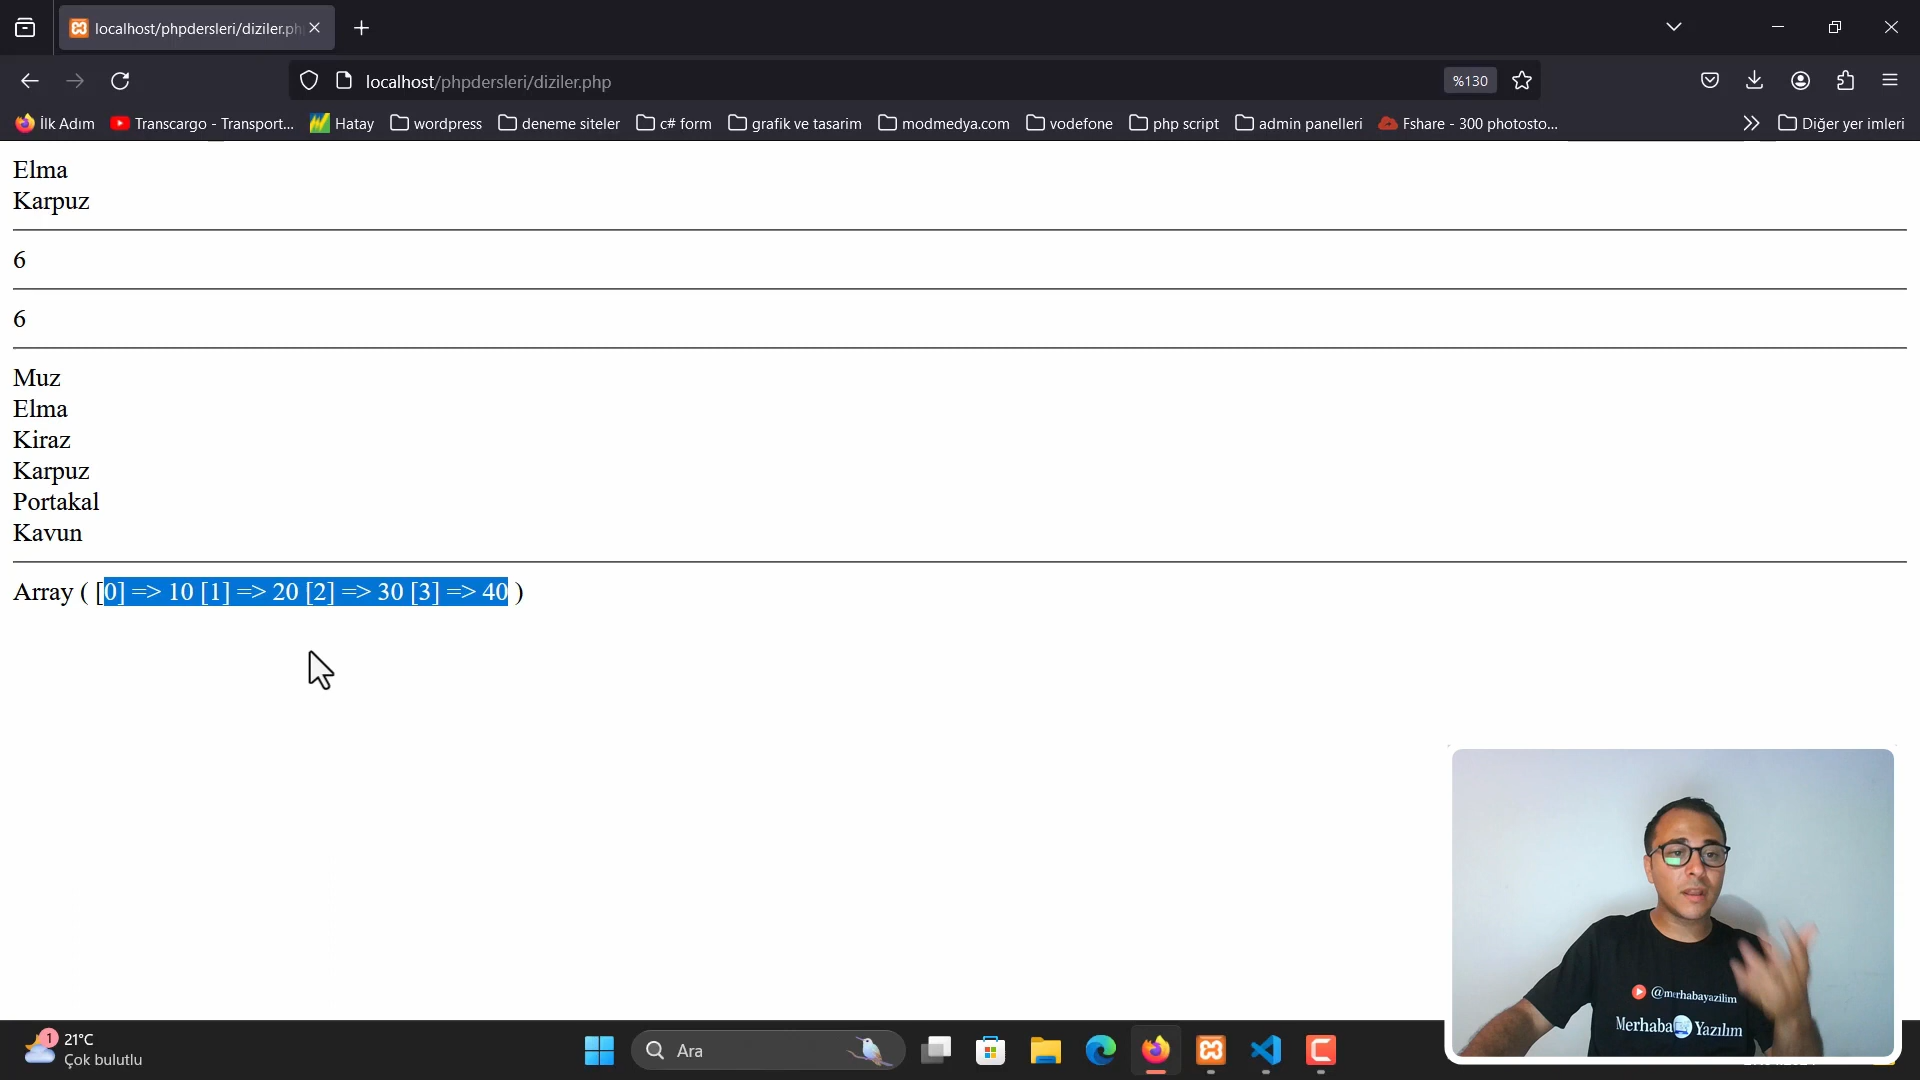 localhost/phpdersleri/diziler.ph
localhost/phpdersleri/diziler.php
%130
İlk Adım
Transcargo - Transport...
Hatay
wordpress
deneme siteler
c# form
grafik ve tasarim
modmedya.com
vodefone
php script
admin panelleri
Fshare - 300 photosto...
Diğer yer imleri
Elma
Karpuz
6
6
Muz
Elma
Kiraz
Karpuz
Portakal
Kavun
Array ( [0] => 10 [1] => 20 [2] => 30 [3] => 40 )
@merhabayazilim
Merhaba Yazılım
1
21°C
Çok bulutlu
Ara